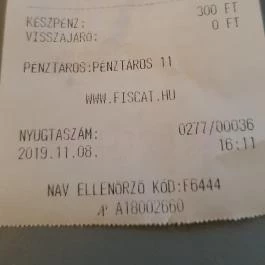 KÉSZPÉNZ: 300 FT
VISSZAJÁRÓ: 0 FT
PÉNZTÁROS:PÉNZTÁROS 11
WWW.FISCAT.HU
NYUGTASZÁM: 0277/00036
2019.11.08. 16:11
NAV ELLENŐRZŐ KÓD:F6444
AP A18002660